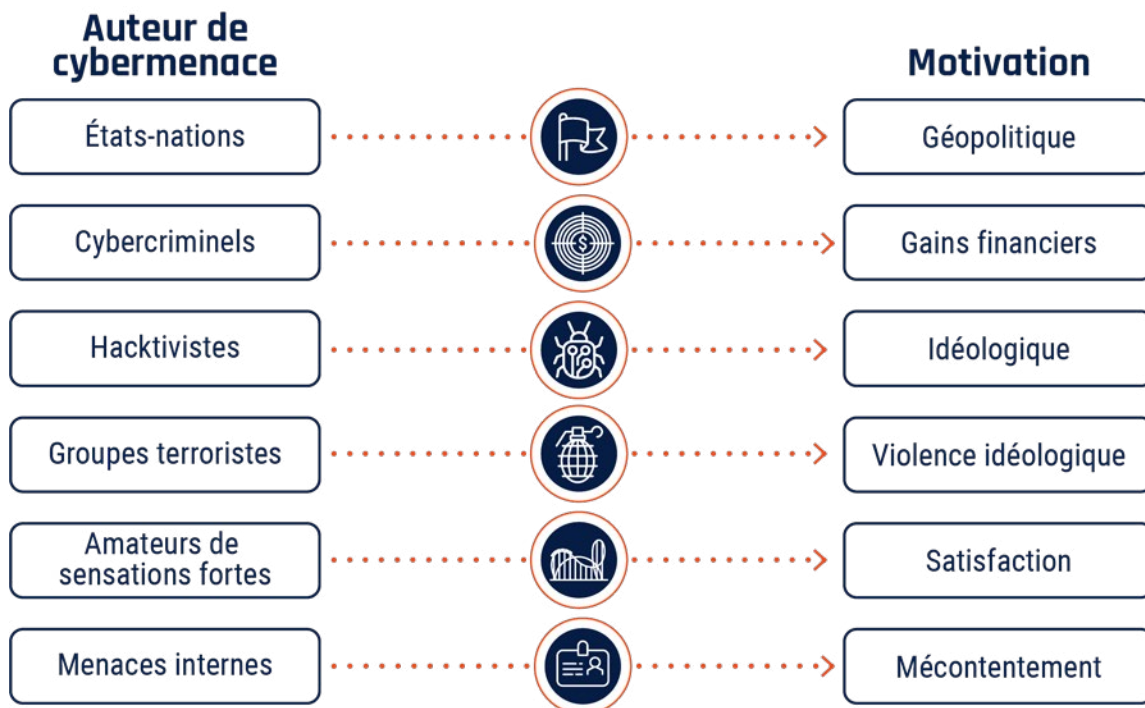 Auteur de
cybermenace
Motivation
États-nations
Géopolitique
Cybercriminels
$
Gains financiers
Hacktivistes
Idéologique
Groupes terroristes
Violence idéologique
Amateurs de
sensations fortes
Satisfaction
Menaces internes
Mécontentement